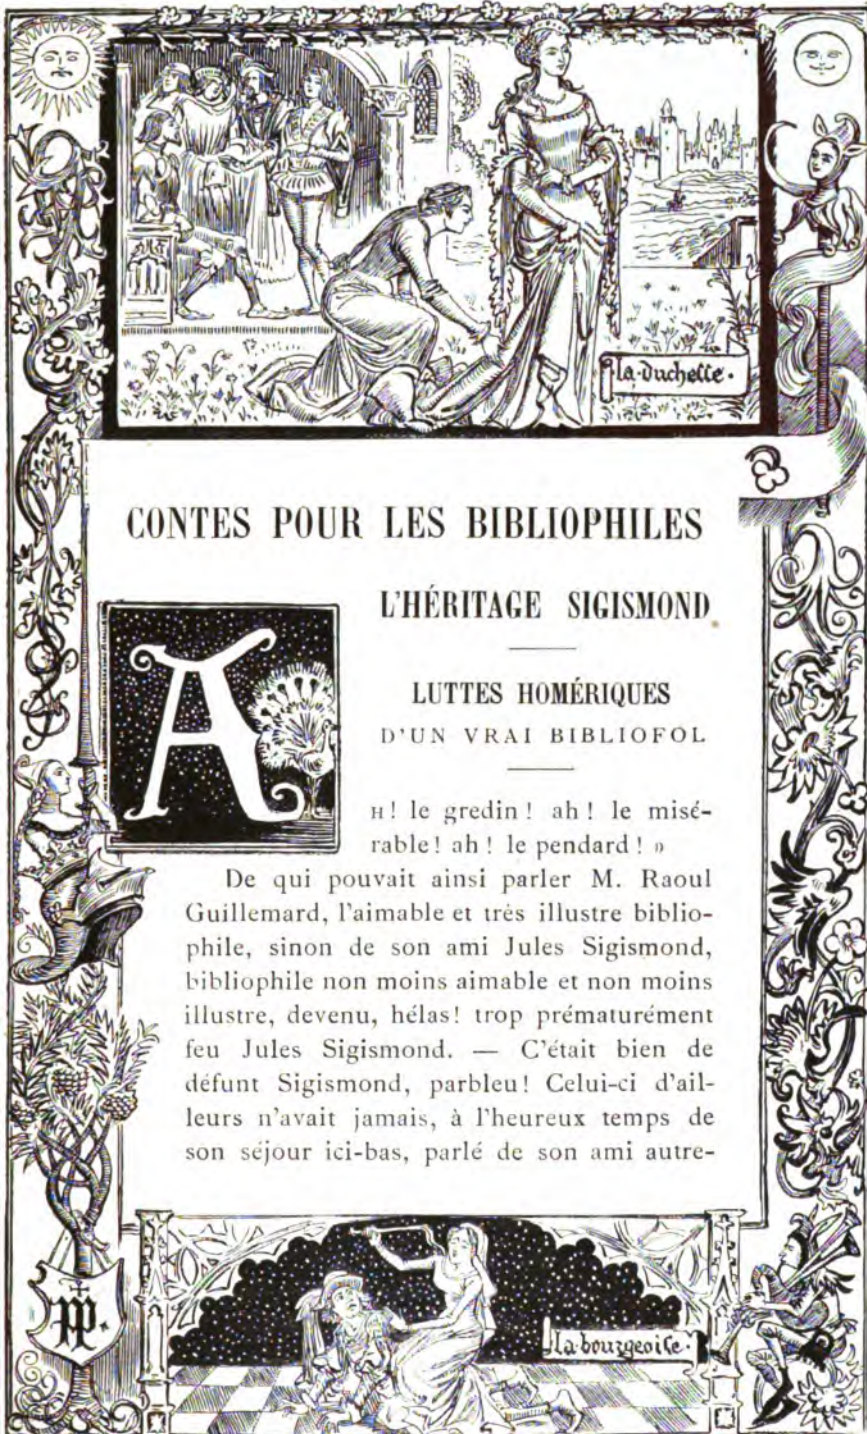 la·duchesse·
CONTES POUR LES BIBLIOPHILES
L'HÉRITAGE SIGISMOND
LUTTES HOMÉRIQUES
D'UN VRAI BIBLIOFOL
AH! le gredin! ah! le misé-
rable! ah! le pendard! »
De qui pouvait ainsi parler M. Raoul
Guillemard, l'aimable et très illustre biblio-
phile, sinon de son ami Jules Sigismond,
bibliophile non moins aimable et non moins
illustre, devenu, hélas! trop prématurément
feu Jules Sigismond. — C'était bien de
défunt Sigismond, parbleu! Celui-ci d'ail-
leurs n'avait jamais, à l'heureux temps de
son séjour ici-bas, parlé de son ami autre-
la·bourgeoise·